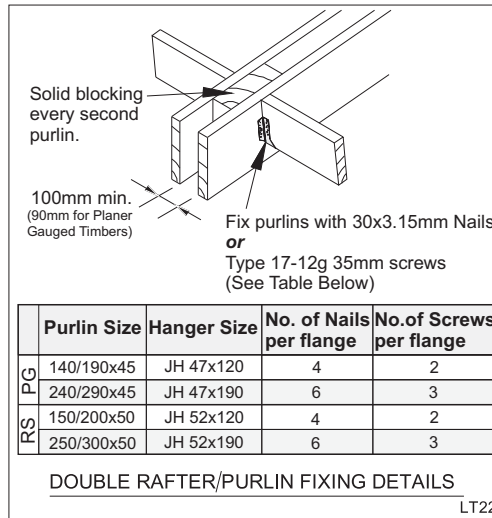 Solid blocking
every second
purlin.
100mm min.
(90mm for Planer
Gauged Timbers)
Fix purlins with 30x3.15mm Nails
or
Type 17-12g 35mm screws
(See Table Below)
Purlin Size Hanger Size No. of Nails per flange No.of Screws per flange
PG
140/190x45 JH 47x120 4 2
240/290x45 JH 47x190 6 3
RS
150/200x50 JH 52x120 4 2
250/300x50 JH 52x190 6 3
DOUBLE RAFTER/PURLIN FIXING DETAILS
LT22